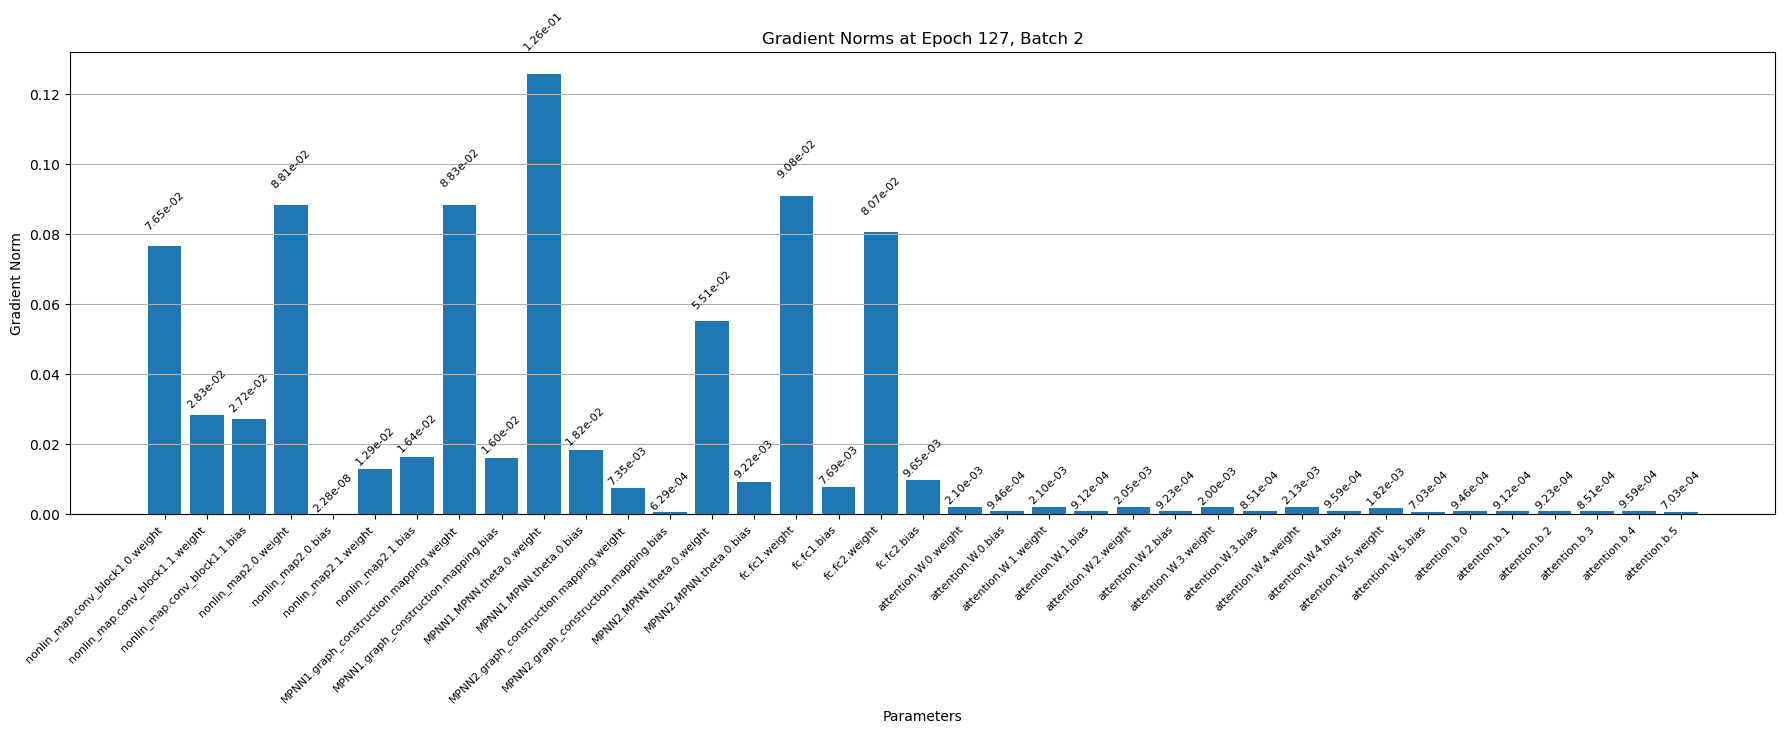 Gradient Norms at Epoch 127, Batch 2
Gradient Norm
0.12
0.10
0.08
0.06
0.04
0.02
0.00
7.65e-02
2.83e-02
2.72e-02
8.81e-02
2.28e-08
1.29e-02
1.64e-02
8.83e-02
1.60e-02
1.26e-01
1.82e-02
7.35e-03
6.29e-04
5.51e-02
9.22e-03
9.08e-02
7.69e-03
8.07e-02
9.65e-03
2.10e-03
9.46e-04
2.10e-03
9.12e-04
2.05e-03
9.23e-04
2.00e-03
8.51e-04
2.13e-03
9.59e-04
1.82e-03
7.03e-04
9.46e-04
9.12e-04
9.23e-04
8.51e-04
9.59e-04
7.03e-04
nonlin_map.conv_block1.0.weight
nonlin_map.conv_block1.1.weight
nonlin_map.conv_block1.1.bias
nonlin_map2.0.weight
nonlin_map2.0.bias
nonlin_map2.1.weight
nonlin_map2.1.bias
MPNN1.graph_construction.mapping.weight
MPNN1.graph_construction.mapping.bias
MPNN1.MPNN.theta.0.weight
MPNN1.MPNN.theta.0.bias
MPNN2.graph_construction.mapping.weight
MPNN2.graph_construction.mapping.bias
MPNN2.MPNN.theta.0.weight
MPNN2.MPNN.theta.0.bias
fc.fc1.weight
fc.fc1.bias
fc.fc2.weight
fc.fc2.bias
attention.W.0.weight
attention.W.0.bias
attention.W.1.weight
attention.W.1.bias
attention.W.2.weight
attention.W.2.bias
attention.W.3.weight
attention.W.3.bias
attention.W.4.weight
attention.W.4.bias
attention.W.5.weight
attention.W.5.bias
attention.b.0
attention.b.1
attention.b.2
attention.b.3
attention.b.4
attention.b.5
Parameters